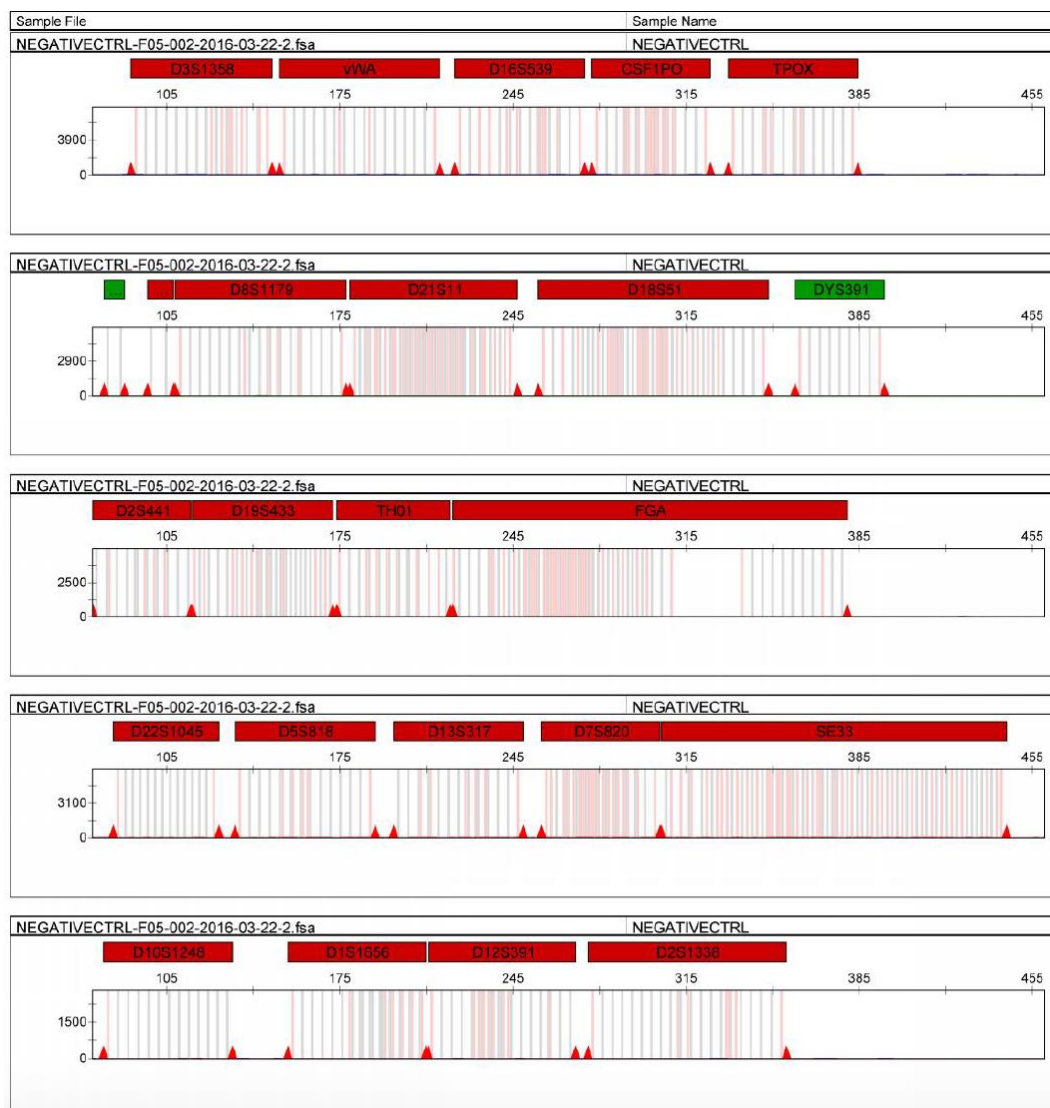 Sample File Sample Name
NEGATIVECTRL-F05-002-2016-03-22-2.fsa NEGATIVECTRL
D3S1358 vWA D16S539 CSF1PO TPOX
105 175 245 315 385 455
3900
0
NEGATIVECTRL-F05-002-2016-03-22-2.fsa NEGATIVECTRL
D8S1179 D21S11 D18S51 DYS391
105 175 245 315 385 455
2900
0
NEGATIVECTRL-F05-002-2016-03-22-2.fsa NEGATIVECTRL
D2S441 D19S433 TH01 FGA
105 175 245 315 385 455
2500
0
NEGATIVECTRL-F05-002-2016-03-22-2.fsa NEGATIVECTRL
D22S1045 D5S818 D13S317 D7S820 SE33
105 175 245 315 385 455
3100
0
NEGATIVECTRL-F05-002-2016-03-22-2.fsa NEGATIVECTRL
D10S1248 D1S1656 D12S391 D2S1338
105 175 245 315 385 455
1500
0